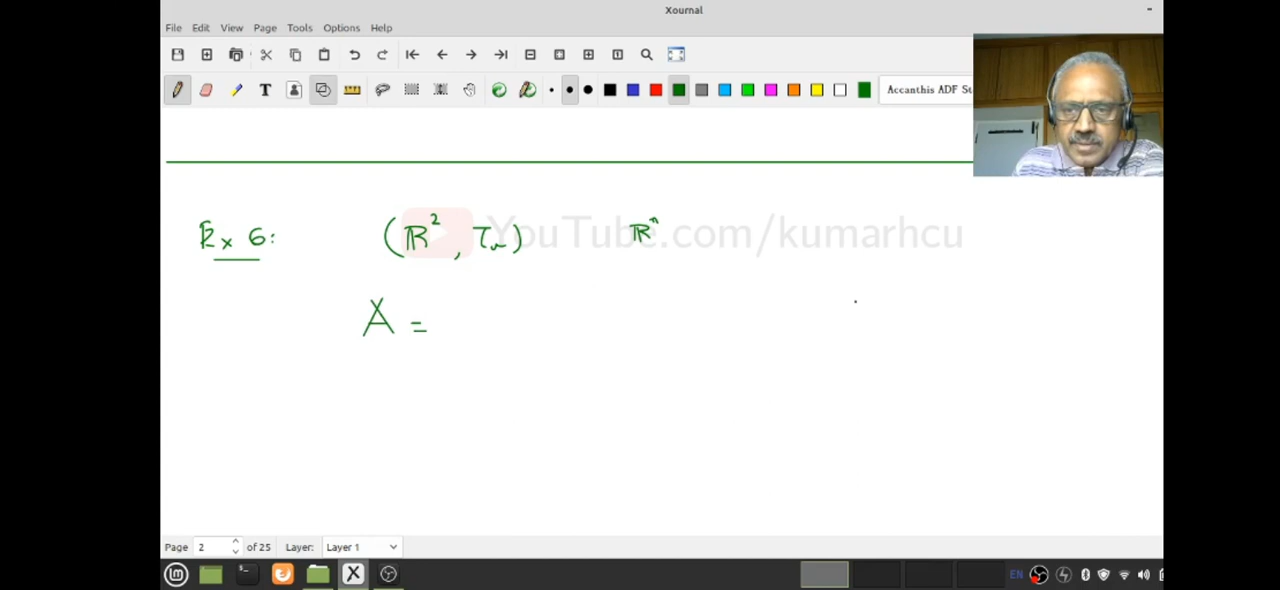 Xournal
File Edit View Page Tools Options Help
Accanthis ADF St
Ex 6: (ℝ², τᵤ) ℝⁿ
YouTube.com/kumarhcu
A =
Page 2 of 25 Layer: Layer 1
EN